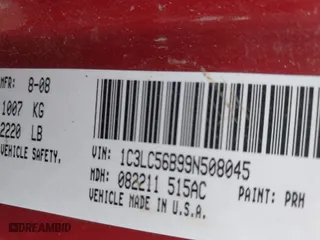 MFR: 8-08
1007 KG
2220 LB
VEHICLE SAFETY.
VIN: 1C3LC56B99N508045
MDH: 082211 515AC
PAINT: PRH
VEHICLE MADE IN U.S.A.
DREAMBID